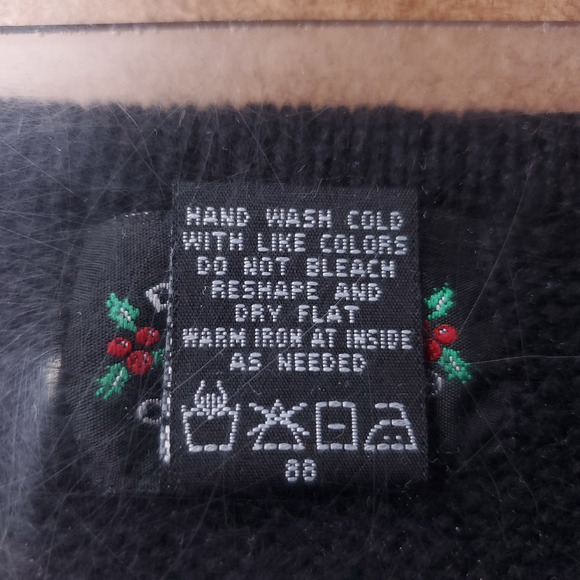 HAND WASH COLD
WITH LIKE COLORS
DO NOT BLEACH
RESHAPE AND
DRY FLAT
WARM IRON AT INSIDE
AS NEEDED
88